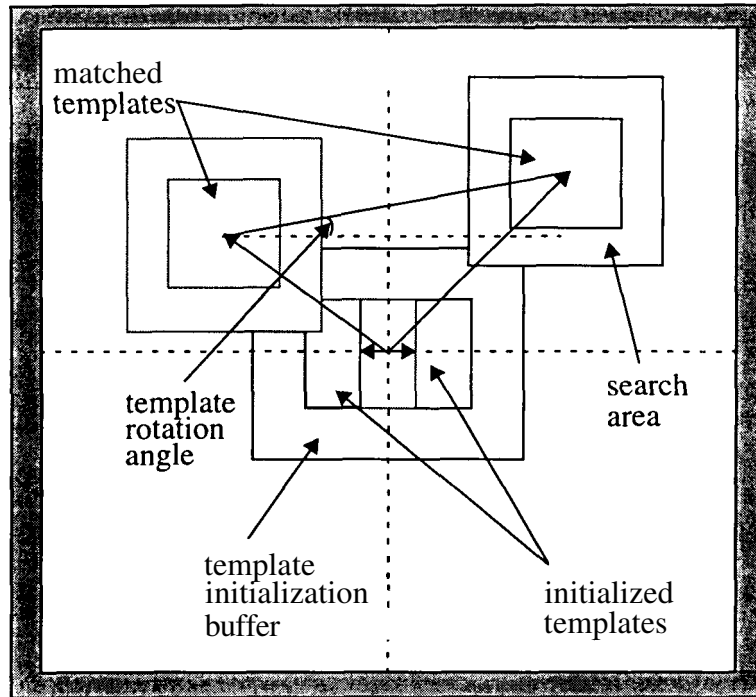 matched
templates
search
area
template
rotation
angle
template
initialization
buffer
initialized
templates